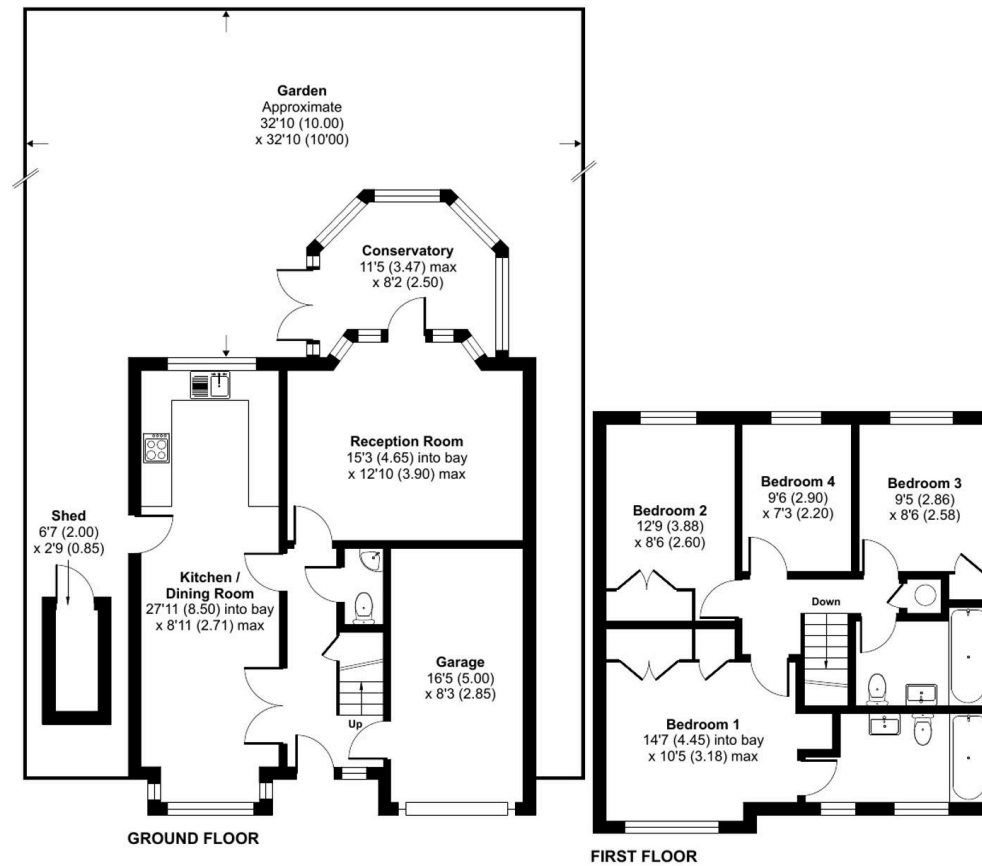 Garden
Approximate
32'10 (10.00)
x 32'10 (10'00)
Conservatory
11'5 (3.47) max
x 8'2 (2.50)
Reception Room
15'3 (4.65) into bay
x 12'10 (3.90) max
Shed
6'7 (2.00)
x 2'9 (0.85)
Kitchen /
Dining Room
27'11 (8.50) into bay
x 8'11 (2.71) max
Garage
16'5 (5.00)
x 8'3 (2.85)
Up
GROUND FLOOR
Bedroom 2
12'9 (3.88)
x 8'6 (2.60)
Bedroom 4
9'6 (2.90)
x 7'3 (2.20)
Bedroom 3
9'5 (2.86)
x 8'6 (2.58)
Down
Bedroom 1
14'7 (4.45) into bay
x 10'5 (3.18) max
FIRST FLOOR